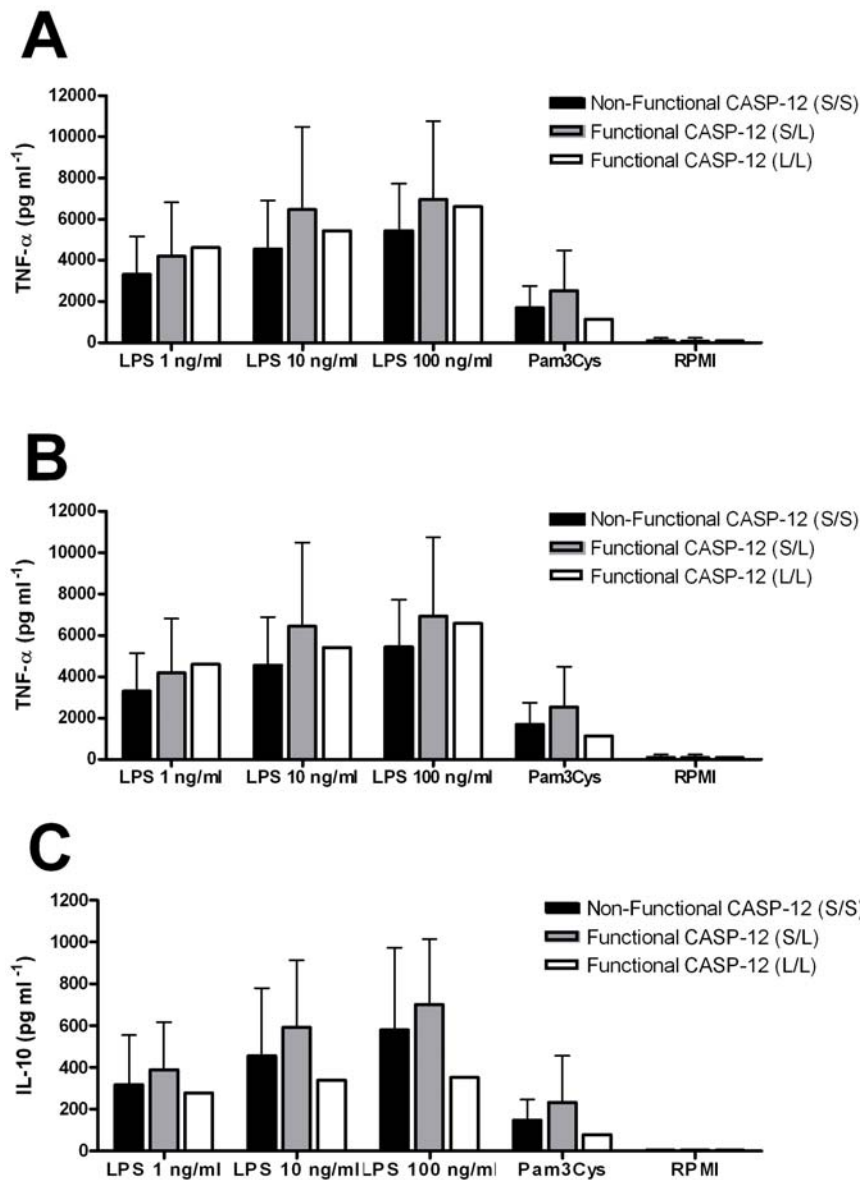 A
12000
10000
8000
6000
4000
2000
0
TNF-α (pg ml⁻¹)
Non-Functional CASP-12 (S/S)
Functional CASP-12 (S/L)
Functional CASP-12 (L/L)
LPS 1 ng/ml LPS 10 ng/ml LPS 100 ng/ml Pam3Cys RPMI
B
12000
10000
8000
6000
4000
2000
0
TNF-α (pg ml⁻¹)
Non-Functional CASP-12 (S/S)
Functional CASP-12 (S/L)
Functional CASP-12 (L/L)
LPS 1 ng/ml LPS 10 ng/ml LPS 100 ng/ml Pam3Cys RPMI
C
1200
1000
800
600
400
200
0
IL-10 (pg ml⁻¹)
Non-Functional CASP-12 (S/S)
Functional CASP-12 (S/L)
Functional CASP-12 (L/L)
LPS 1 ng/ml LPS 10 ng/ml LPS 100 ng/ml Pam3Cys RPMI